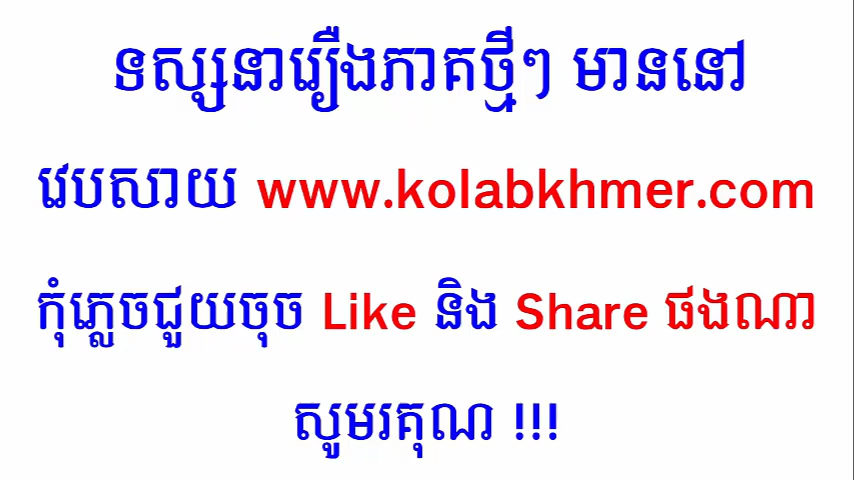 ទស្សនារឿងភាគថ្មីៗ មាននៅ
វេបសាយ www.kolabkhmer.com
កុំភ្លេចជួយចុច Like និង Share ផងណា
សូមរគុណ !!!